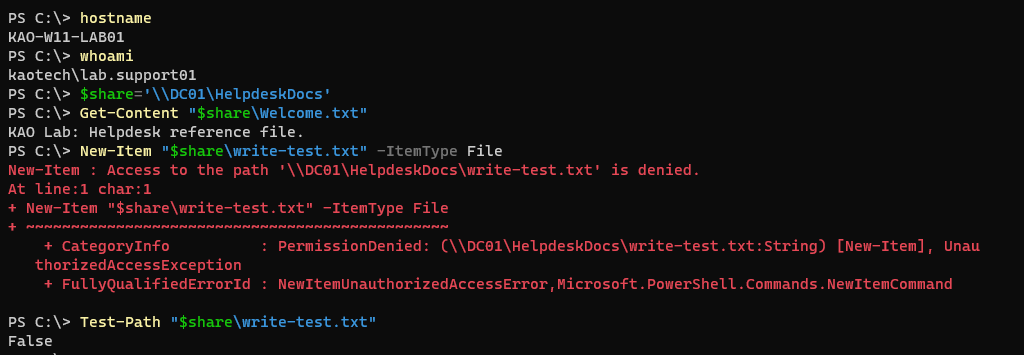 PS C:\> hostname
KAO-W11-LAB01
PS C:\> whoami
kaotech\lab.support01
PS C:\> $share='\\DC01\HelpdeskDocs'
PS C:\> Get-Content "$share\Welcome.txt"
KAO Lab: Helpdesk reference file.
PS C:\> New-Item "$share\write-test.txt" -ItemType File
New-Item : Access to the path '\\DC01\HelpdeskDocs\write-test.txt' is denied.
At line:1 char:1
+ New-Item "$share\write-test.txt" -ItemType File
+ ~~~~~~~~~~~~~~~~~~~~~~~~~~~~~~~~~~~~~~~~~~~~~~~
    + CategoryInfo          : PermissionDenied: (\\DC01\HelpdeskDocs\write-test.txt:String) [New-Item], Unau
   thorizedAccessException
    + FullyQualifiedErrorId : NewItemUnauthorizedAccessError,Microsoft.PowerShell.Commands.NewItemCommand
PS C:\> Test-Path "$share\write-test.txt"
False